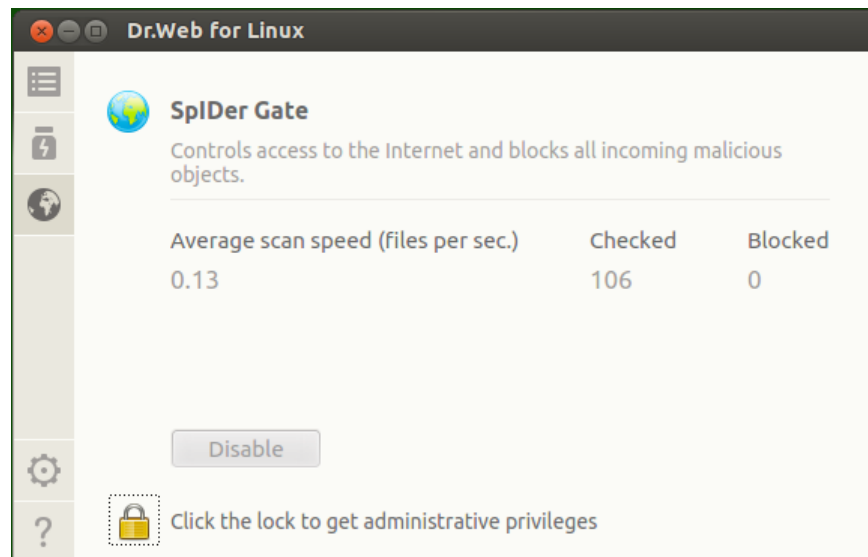 Dr.Web for Linux
SpIDer Gate
Controls access to the Internet and blocks all incoming malicious
objects.
Average scan speed (files per sec.) Checked Blocked
0.13 106 0
Disable
Click the lock to get administrative privileges
?